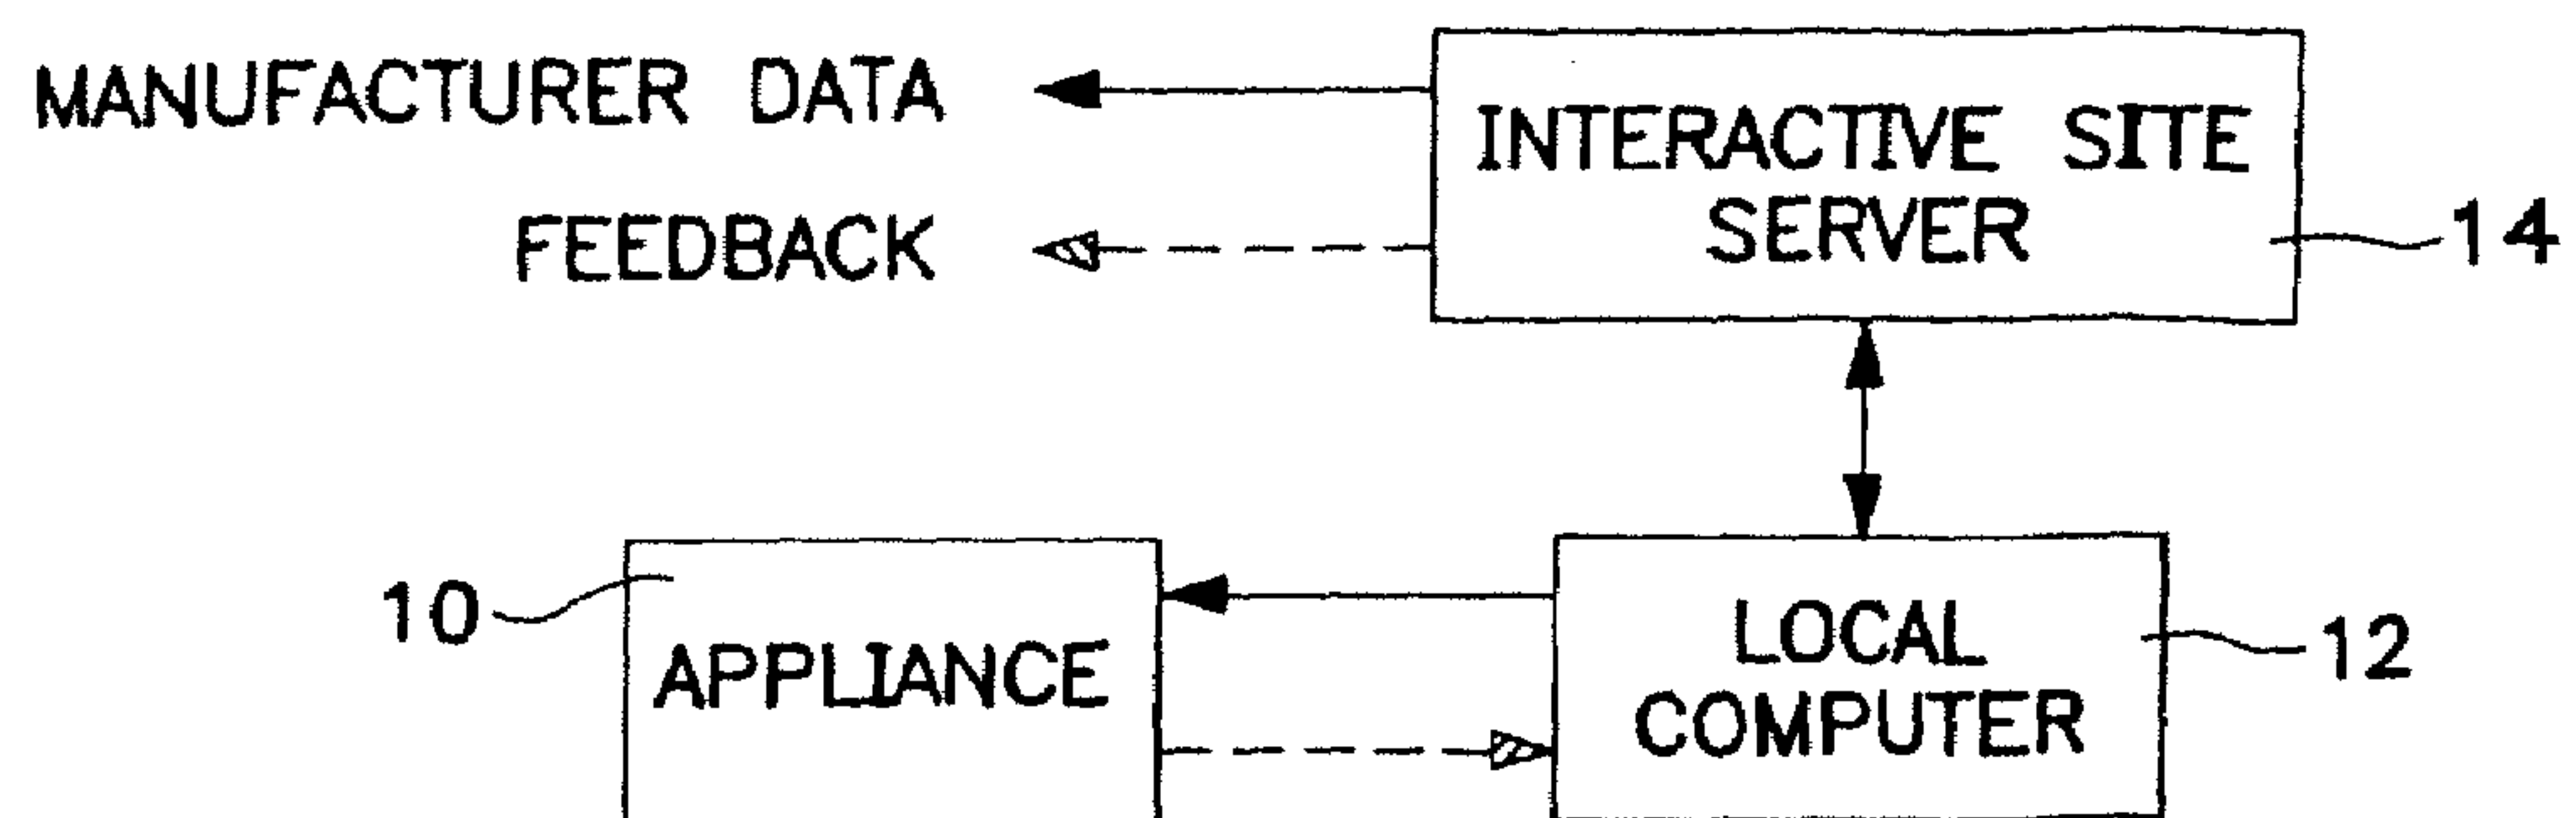 MANUFACTURER DATA
FEEDBACK
INTERACTIVE SITE
SERVER
14
10
APPLIANCE
LOCAL
COMPUTER
12